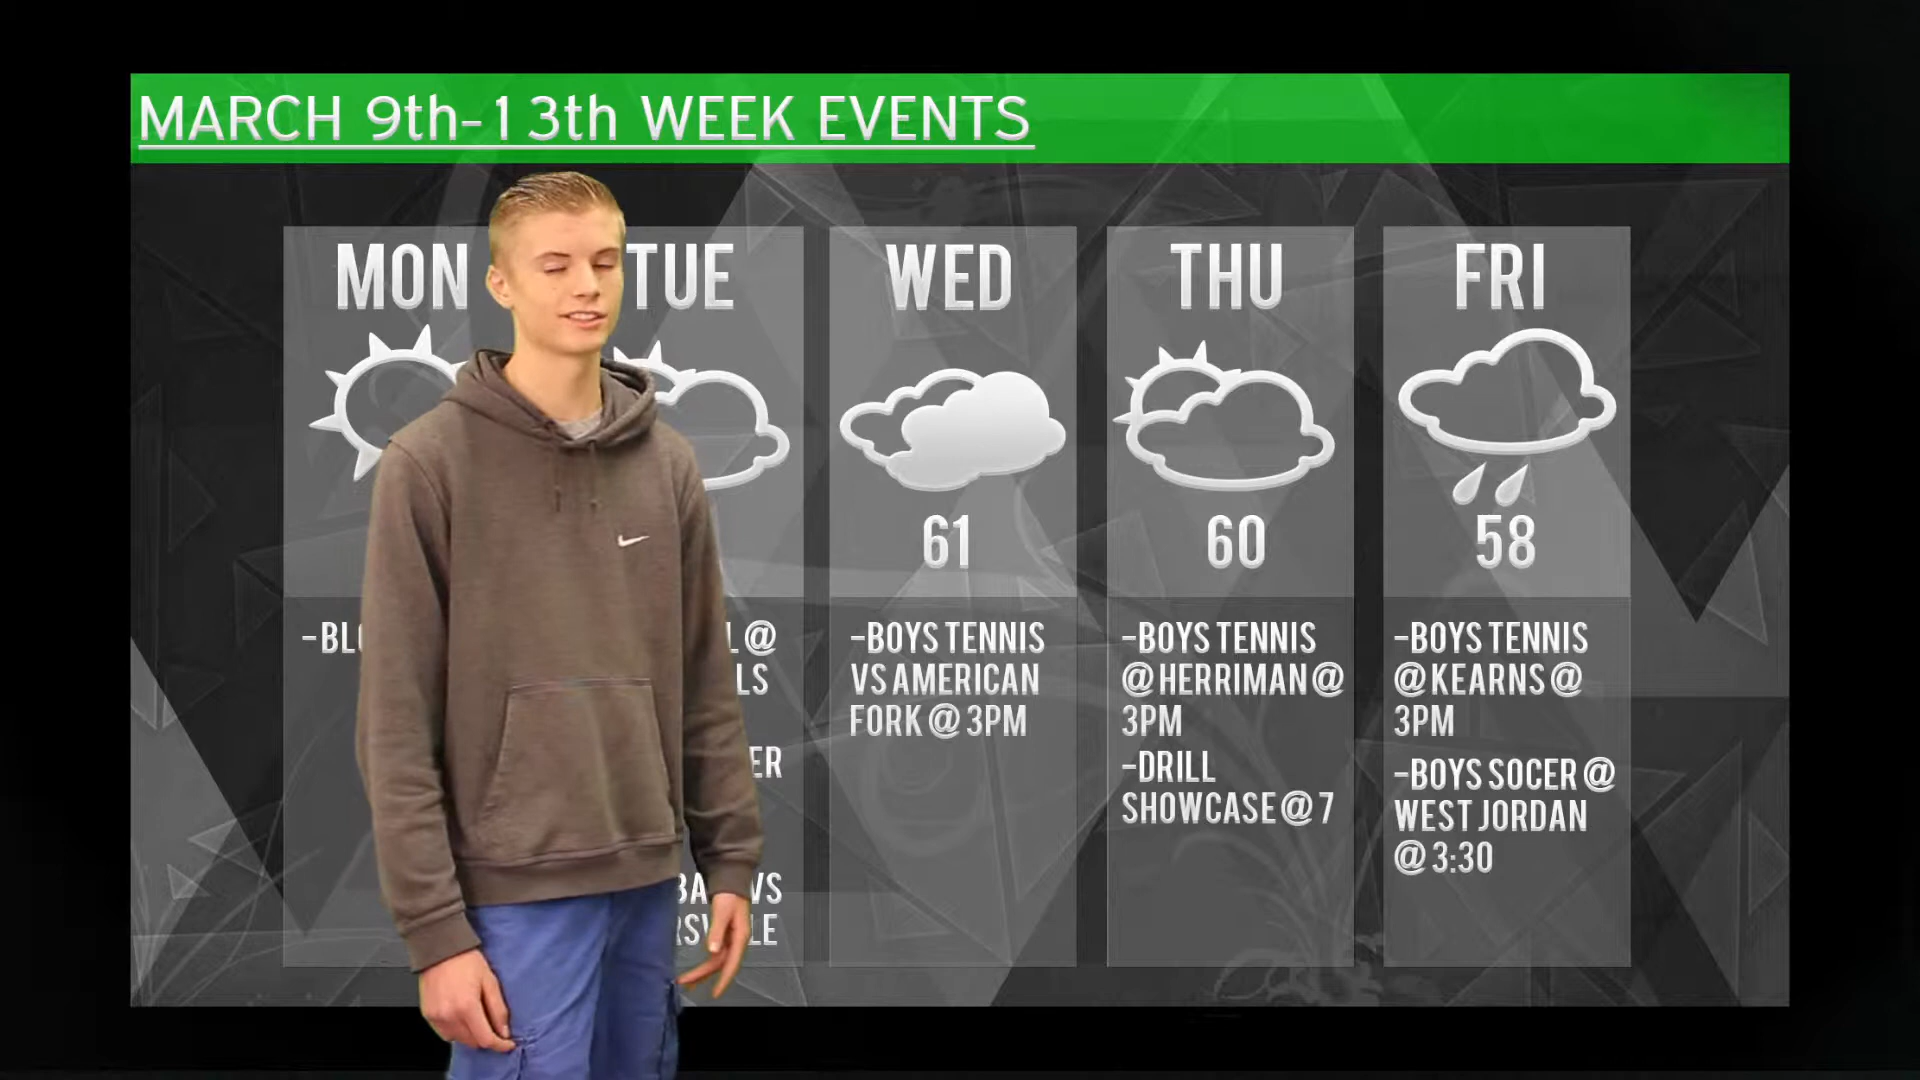 MARCH 9th-13th WEEK EVENTS
MON
TUE
WED
61
-BOYS TENNIS
VS AMERICAN
FORK @ 3PM
THU
60
-BOYS TENNIS
@ HERRIMAN @
3PM
-DRILL
SHOWCASE @ 7
FRI
58
-BOYS TENNIS
@ KEARNS @
3PM
-BOYS SOCER @
WEST JORDAN
@ 3:30